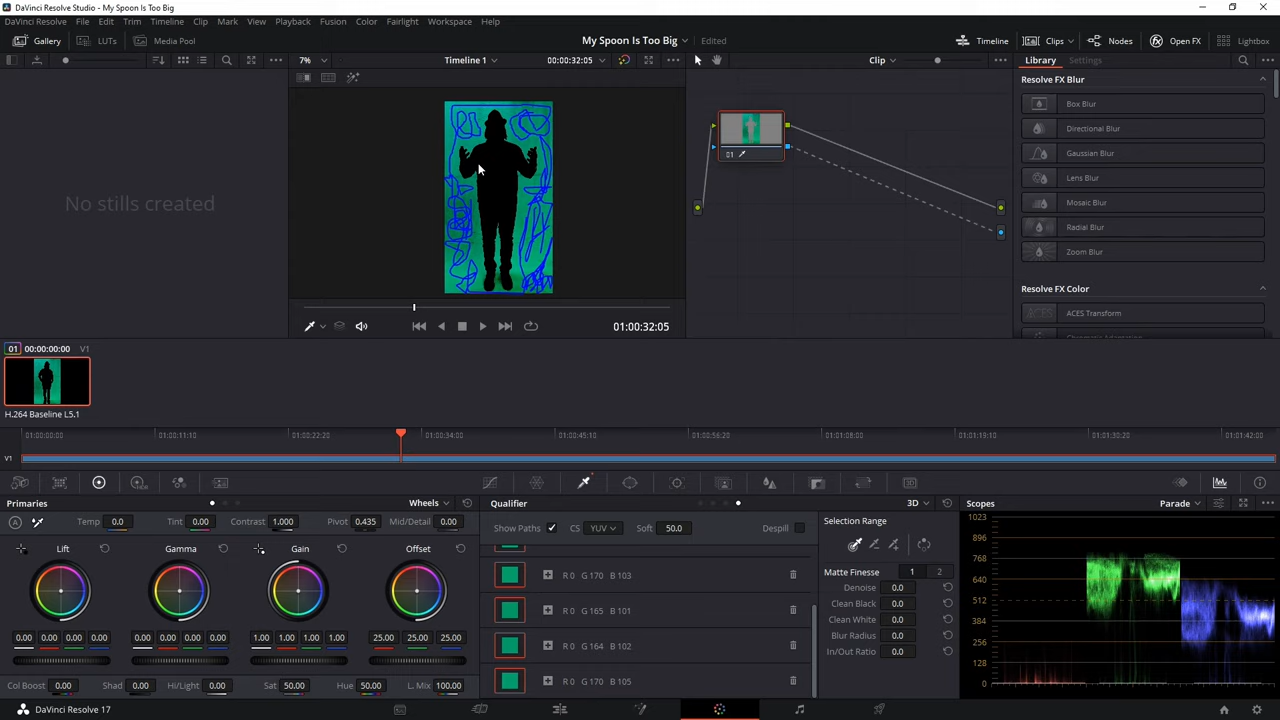 DaVinci Resolve Studio - My Spoon Is Too Big
DaVinci Resolve File Edit Trim Timeline Clip Mark View Playback Fusion Color Fairlight Workspace Help
Gallery LUTs Media Pool My Spoon Is Too Big Edited Timeline Clips Nodes Open FX Lightbox
7% Timeline 1 00:00:32:05 Clip Library Settings
Resolve FX Blur
Box Blur
Directional Blur
Gaussian Blur
Lens Blur
Mosaic Blur
Radial Blur
Zoom Blur
Resolve FX Color
ACES Transform
01
No stills created
01:00:32:05
01 00:00:00:00 V1
H.264 Baseline L5.1
01:00:00:00 01:00:11:10 01:00:22:20 01:00:34:00 01:00:45:10 01:00:56:20 01:01:08:00 01:01:19:10 01:01:30:20 01:01:42:00
V1
Primaries Wheels Qualifier 3D Scopes Parade
Temp 0.0 Tint 0.00 Contrast 1.000 Pivot 0.435 Mid/Detail 0.00
Lift Gamma Gain Offset
0.00 0.00 0.00 0.00 0.00 0.00 0.00 0.00 1.00 1.00 1.00 1.00 25.00 25.00 25.00
Col Boost 0.00 Shad 0.00 Hi/Light 0.00 Sat 50.00 Hue 50.00 L. Mix 100.00
Show Paths CS YUV Soft 50.0 Despill
R 0 G 170 B 103
R 0 G 165 B 101
R 0 G 164 B 102
R 0 G 170 B 105
Selection Range
Matte Finesse 1 2
Denoise 0.0
Clean Black 0.0
Clean White 0.0
Blur Radius 0.0
In/Out Ratio 0.0
1023
896
768
640
512
384
256
128
0
DaVinci Resolve 17